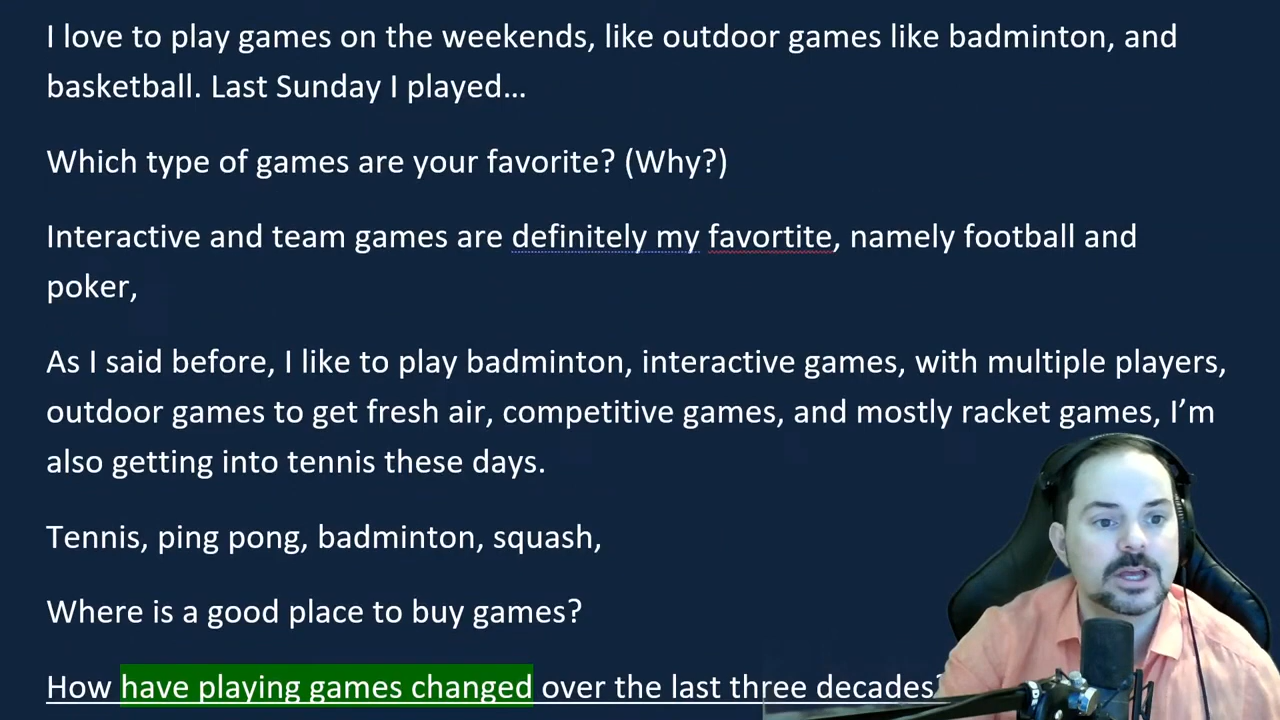 I love to play games on the weekends, like outdoor games like badminton, and
basketball. Last Sunday I played…
Which type of games are your favorite? (Why?)
Interactive and team games are definitely my favortite, namely football and
poker,
As I said before, I like to play badminton, interactive games, with multiple players,
outdoor games to get fresh air, competitive games, and mostly racket games, I’m
also getting into tennis these days.
Tennis, ping pong, badminton, squash,
Where is a good place to buy games?
How have playing games changed over the last three decades?